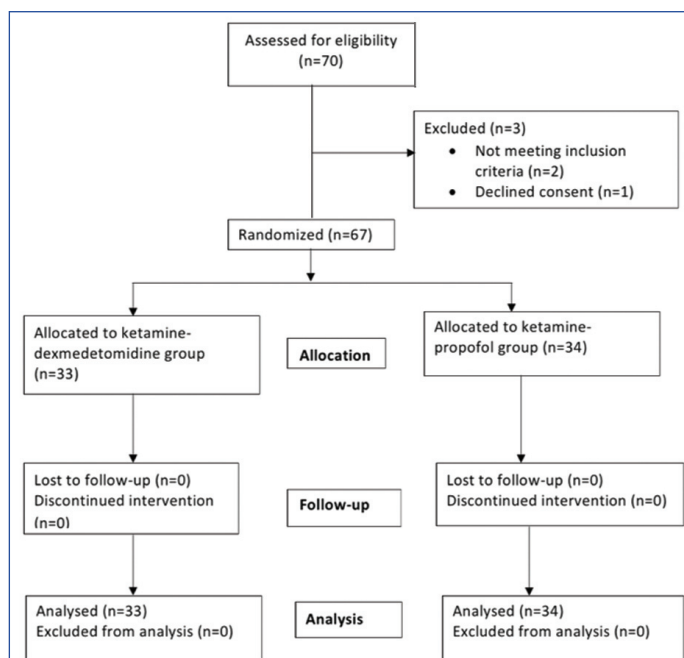 Assessed for eligibility
(n=70)
Excluded (n=3)
• Not meeting inclusion
criteria (n=2)
• Declined consent (n=1)
Randomized (n=67)
Allocated to ketamine-
dexmedetomidine group
(n=33)
Allocation
Allocated to ketamine-
propofol group (n=34)
Lost to follow-up (n=0)
Discontinued intervention
(n=0)
Follow-up
Lost to follow-up (n=0)
Discontinued intervention (n=0)
Analysed (n=33)
Excluded from analysis (n=0)
Analysis
Analysed (n=34)
Excluded from analysis (n=0)